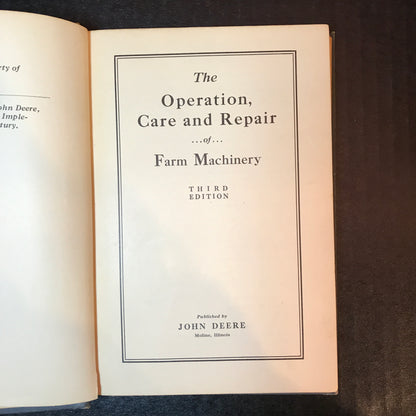 ty of
ohn Deere,
Imple-
tury.
The
Operation,
Care and Repair
...of...
Farm Machinery
THIRD
EDITION
Published by
JOHN DEERE
Moline, Illinois